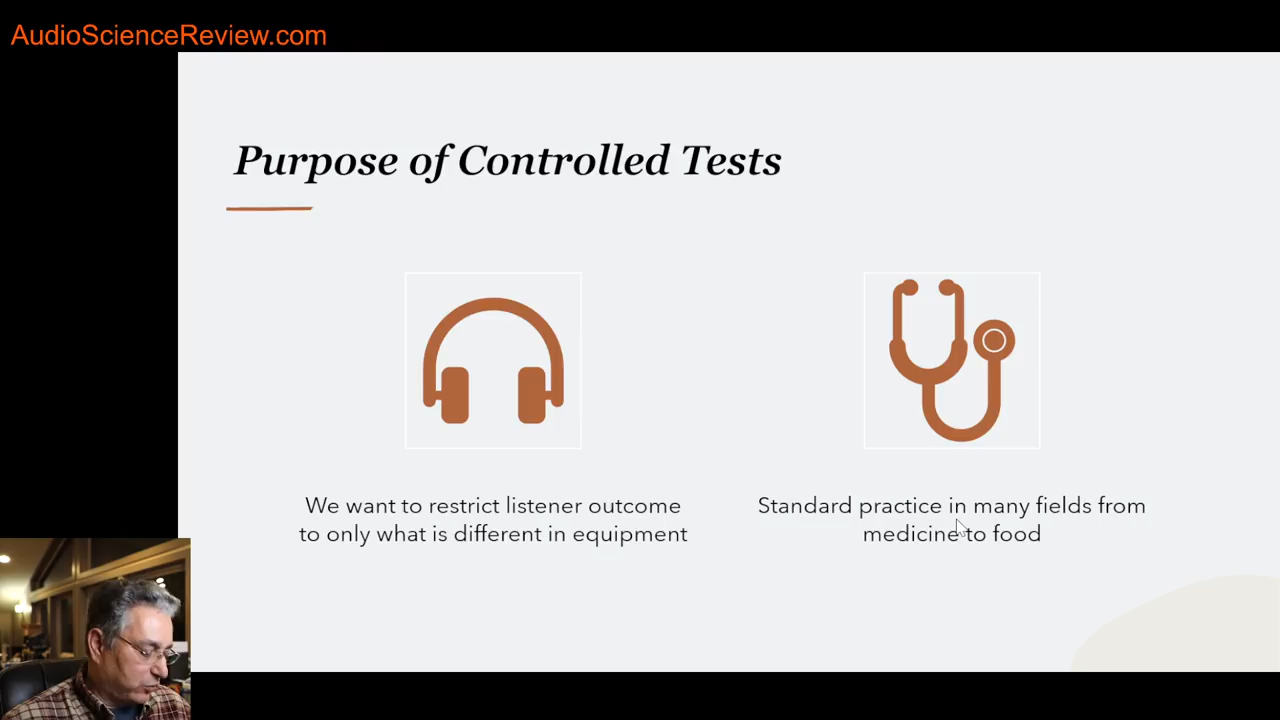 AudioScienceReview.com
Purpose of Controlled Tests
We want to restrict listener outcome
to only what is different in equipment
Standard practice in many fields from
medicine to food